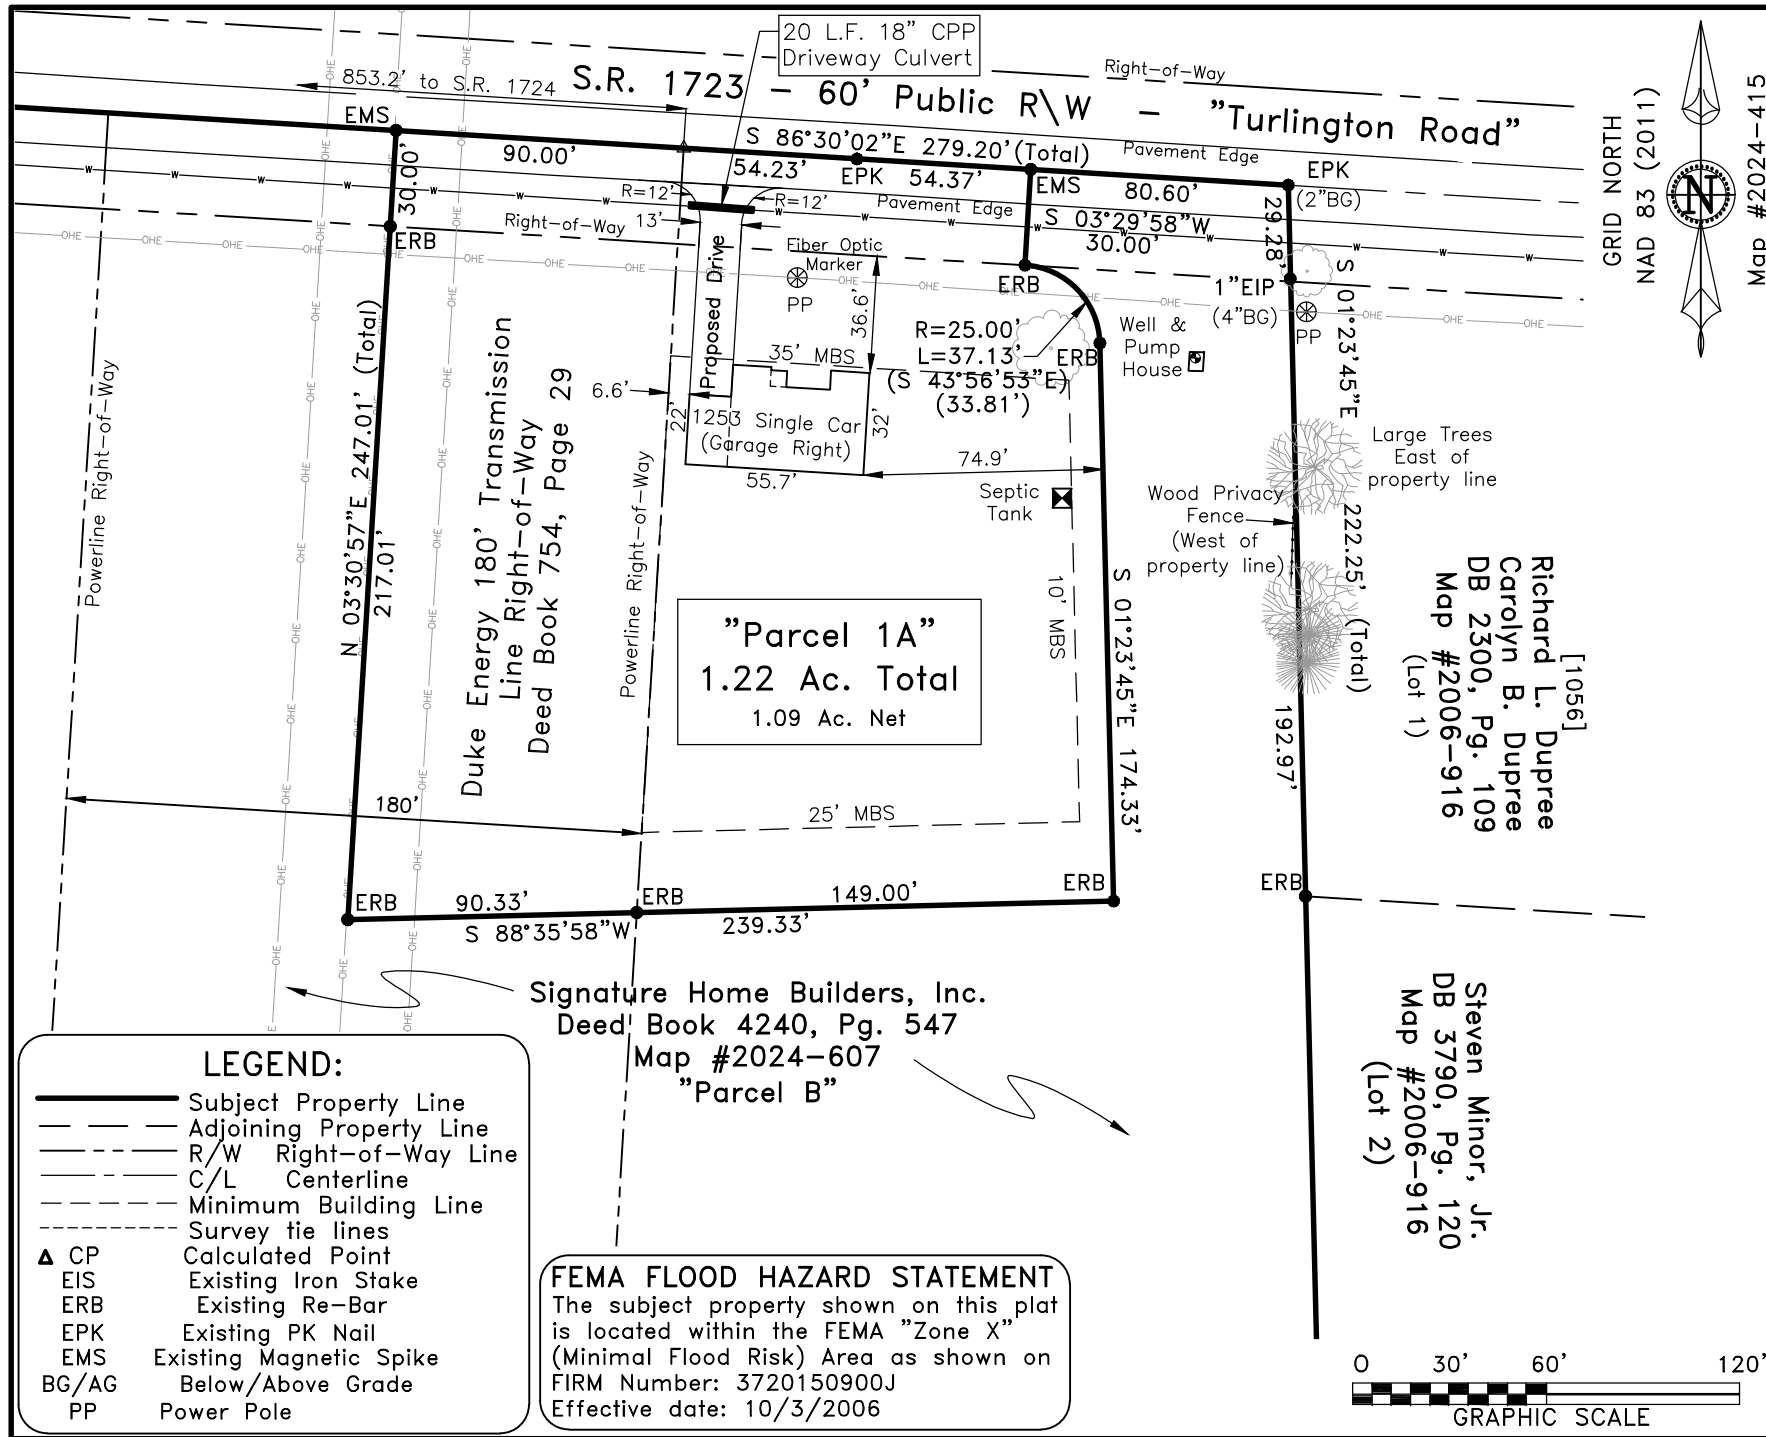 20 L.F. 18" CPP
Driveway Culvert
853.2' to S.R. 1724
S.R. 1723 - 60' Public R\W - "Turlington Road"
Right-of-Way
EMS
S 86°30'02"E 279.20'(Total)
Pavement Edge
90.00'
54.23'
EPK
54.37'
EMS
80.60'
EPK
(2"BG)
30.00'
R=12'
R=12'
Pavement Edge
S 03°29'58"W
30.00'
29.28'
Right-of-Way
13'
ERB
Fiber Optic
Marker
PP
ERB
1"EIP
(4"BG)
PP
36.6'
Proposed Drive
R=25.00'
L=37.13'
ERB
(S 43°56'53"E)
(33.81')
Well &
Pump
House
35' MBS
6.6'
22'
1253 Single Car
(Garage Right)
32'
55.7'
74.9'
Septic
Tank
Wood Privacy
Fence
(West of
property line)
Large Trees
East of
property line
S 01°23'45"E 222.25' (Total)
192.97'
Powerline Right-of-Way
N 03°30'57"E 247.01' (Total)
217.01'
Duke Energy 180' Transmission
Line Right-of-Way
Deed Book 754, Page 29
Powerline Right-of-Way
"Parcel 1A"
1.22 Ac. Total
1.09 Ac. Net
10' MBS
S 01°23'45"E 174.33'
25' MBS
180'
[1056]
Richard L. Dupree
Carolyn B. Dupree
DB 2300, Pg. 109
Map #2006-916
(Lot 1)
ERB
90.33'
ERB
149.00'
ERB
ERB
S 88°35'58"W
239.33'
Signature Home Builders, Inc.
Deed Book 4240, Pg. 547
Map #2024-607
"Parcel B"
Steven Minor, Jr.
DB 3790, Pg. 120
Map #2006-916
(Lot 2)
GRID NORTH
NAD 83 (2011)
N
Map #2024-415
OHE OHE OHE OHE OHE OHE OHE OHE OHE OHE OHE OHE
W W W W W W W W W W W W W
LEGEND:
Subject Property Line
Adjoining Property Line
R/W Right-of-Way Line
C/L Centerline
Minimum Building Line
Survey tie lines
CP Calculated Point
EIS Existing Iron Stake
ERB Existing Re-Bar
EPK Existing PK Nail
EMS Existing Magnetic Spike
BG/AG Below/Above Grade
PP Power Pole
FEMA FLOOD HAZARD STATEMENT
The subject property shown on this plat
is located within the FEMA "Zone X"
(Minimal Flood Risk) Area as shown on
FIRM Number: 3720150900J
Effective date: 10/3/2006
0 30' 60' 120'
GRAPHIC SCALE